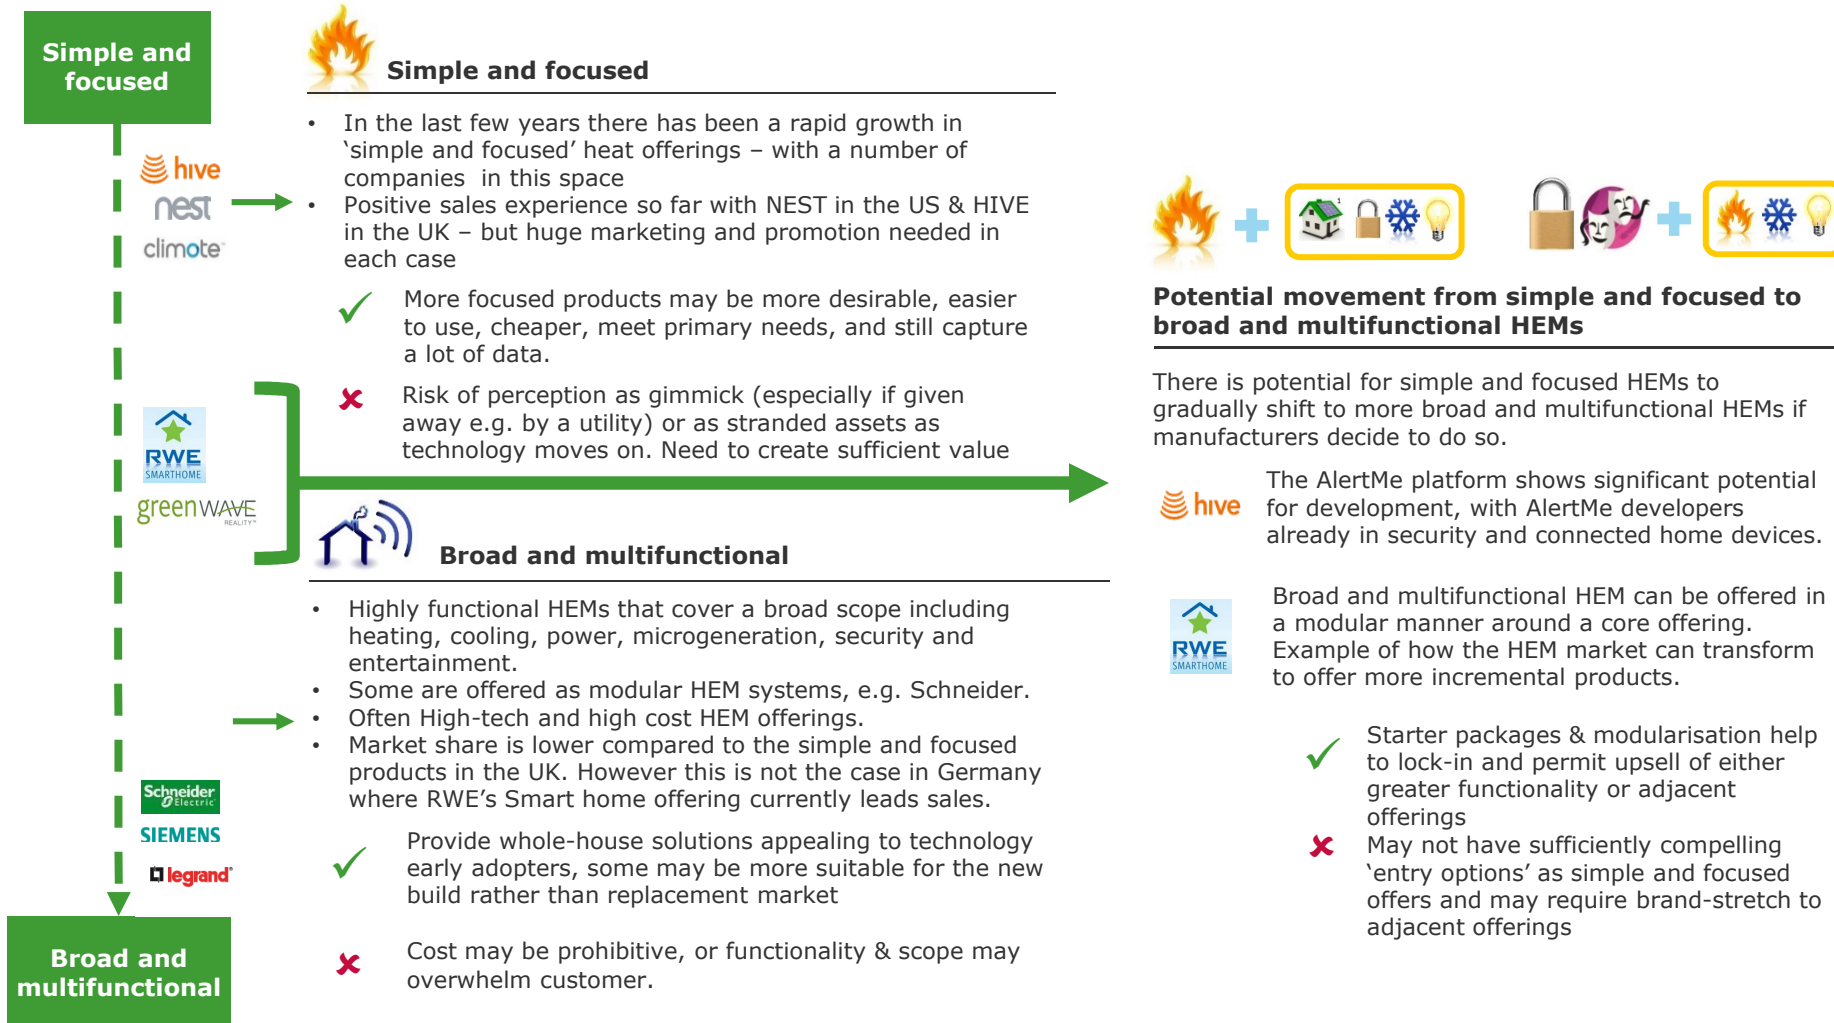 Simple and
focused
hive
nest
climote
RWE
SMARTHOME
greenWAVE
REALITY™
Schneider
Electric
SIEMENS
legrand®
Broad and
multifunctional
Simple and focused
• In the last few years there has been a rapid growth in
‘simple and focused’ heat offerings – with a number of
companies in this space
• Positive sales experience so far with NEST in the US & HIVE
in the UK – but huge marketing and promotion needed in
each case
✓ More focused products may be more desirable, easier
to use, cheaper, meet primary needs, and still capture
a lot of data.
✘ Risk of perception as gimmick (especially if given
away e.g. by a utility) or as stranded assets as
technology moves on. Need to create sufficient value
Broad and multifunctional
• Highly functional HEMs that cover a broad scope including
heating, cooling, power, microgeneration, security and
entertainment.
• Some are offered as modular HEM systems, e.g. Schneider.
• Often High-tech and high cost HEM offerings.
• Market share is lower compared to the simple and focused
products in the UK. However this is not the case in Germany
where RWE’s Smart home offering currently leads sales.
✓ Provide whole-house solutions appealing to technology
early adopters, some may be more suitable for the new
build rather than replacement market
✘ Cost may be prohibitive, or functionality & scope may
overwhelm customer.
1
Potential movement from simple and focused to
broad and multifunctional HEMs
There is potential for simple and focused HEMs to
gradually shift to more broad and multifunctional HEMs if
manufacturers decide to do so.
hive
The AlertMe platform shows significant potential
for development, with AlertMe developers
already in security and connected home devices.
RWE
SMARTHOME
Broad and multifunctional HEM can be offered in
a modular manner around a core offering.
Example of how the HEM market can transform
to offer more incremental products.
✓ Starter packages & modularisation help
to lock-in and permit upsell of either
greater functionality or adjacent
offerings
✘ May not have sufficiently compelling
‘entry options’ as simple and focused
offers and may require brand-stretch to
adjacent offerings